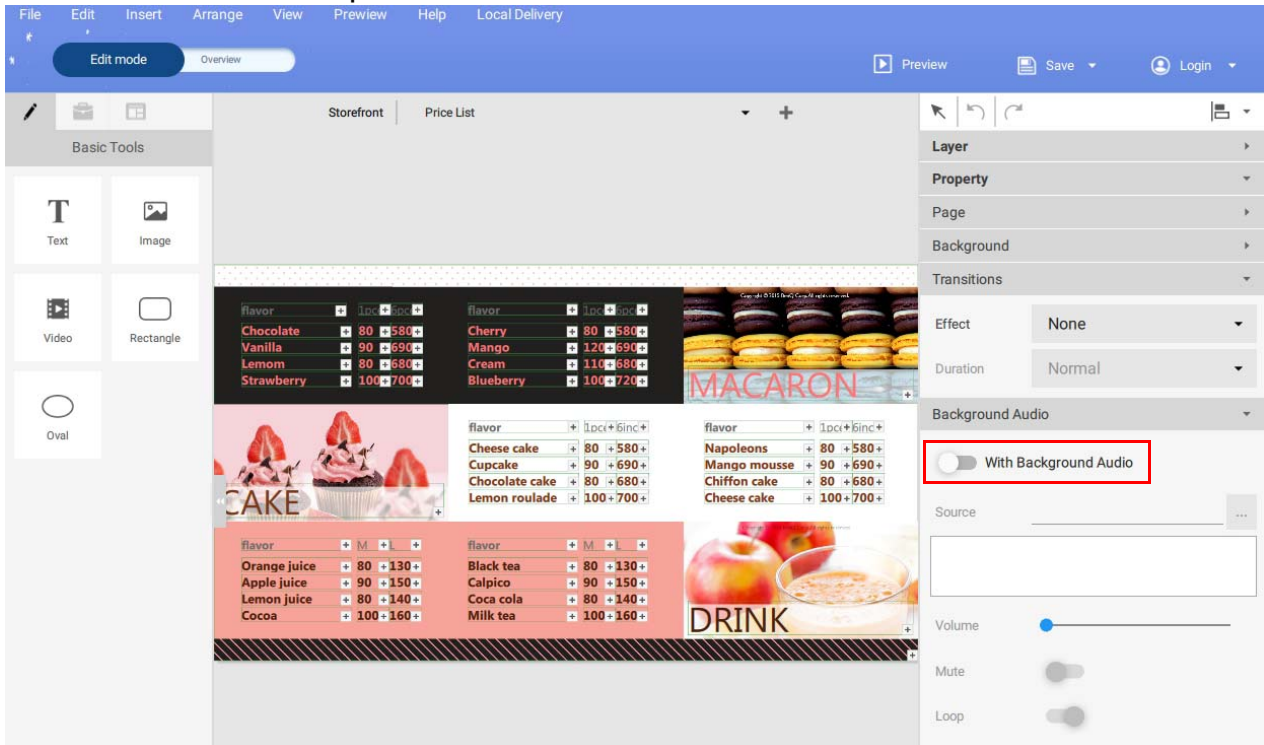 File Edit Insert Arrange View Prewiew Help Local Delivery
Edit mode Overview Preview Save Login
Storefront Price List
Basic Tools
Text Image
Video Rectangle
Oval
flavor 1pc 6pc flavor 1pc 6pc
Chocolate 80 580 Cherry 80 580
Vanilla 90 690 Mango 120 690
Lemom 80 680 Cream 110 680
Strawberry 100 700 Blueberry 100 720
MACARON
CAKE
flavor 1pc 6inc flavor 1pc 6inc
Cheese cake 80 580 Napoleons 80 580
Cupcake 90 690 Mango mousse 90 690
Chocolate cake 80 680 Chiffon cake 80 680
Lemon roulade 100 700 Cheese cake 100 700
flavor M L flavor M L
Orange juice 80 130 Black tea 80 130
Apple juice 90 150 Calpico 90 150
Lemon juice 80 140 Coca cola 80 140
Cocoa 100 160 Milk tea 100 160
DRINK
Layer
Property
Page
Background
Transitions
Effect None
Duration Normal
Background Audio
With Background Audio
Source ...
Volume
Mute
Loop